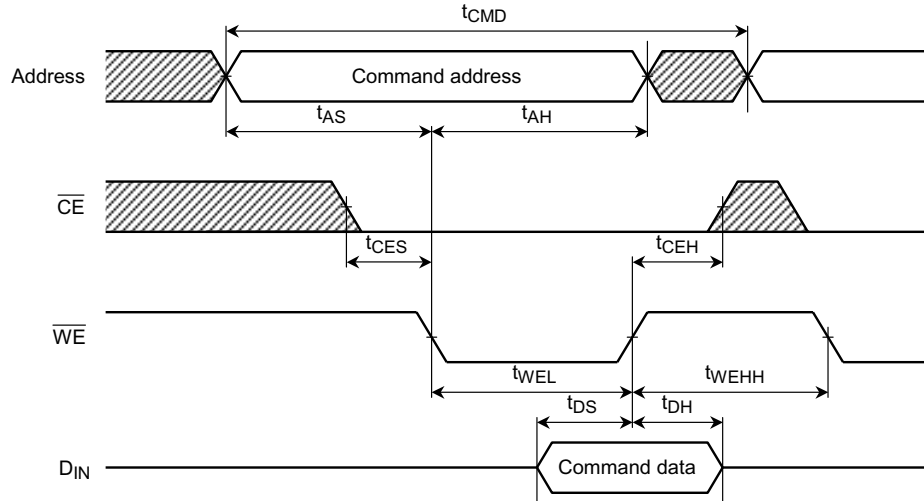 tCMD
Address
Command address
tAS
tAH
CE
tCES
tCEH
WE
tWEL
tWEHH
tDS
tDH
DIN
Command data